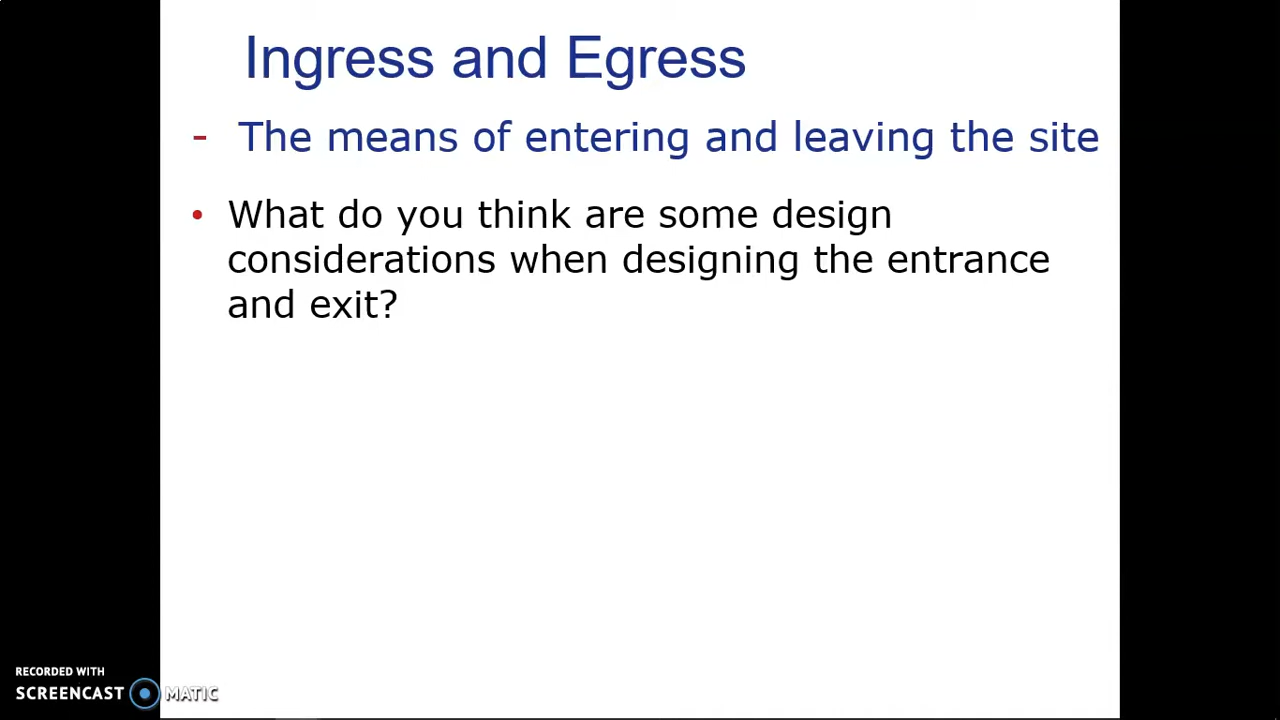 Ingress and Egress
- The means of entering and leaving the site
• What do you think are some design
considerations when designing the entrance
and exit?
RECORDED WITH
SCREENCAST MATIC